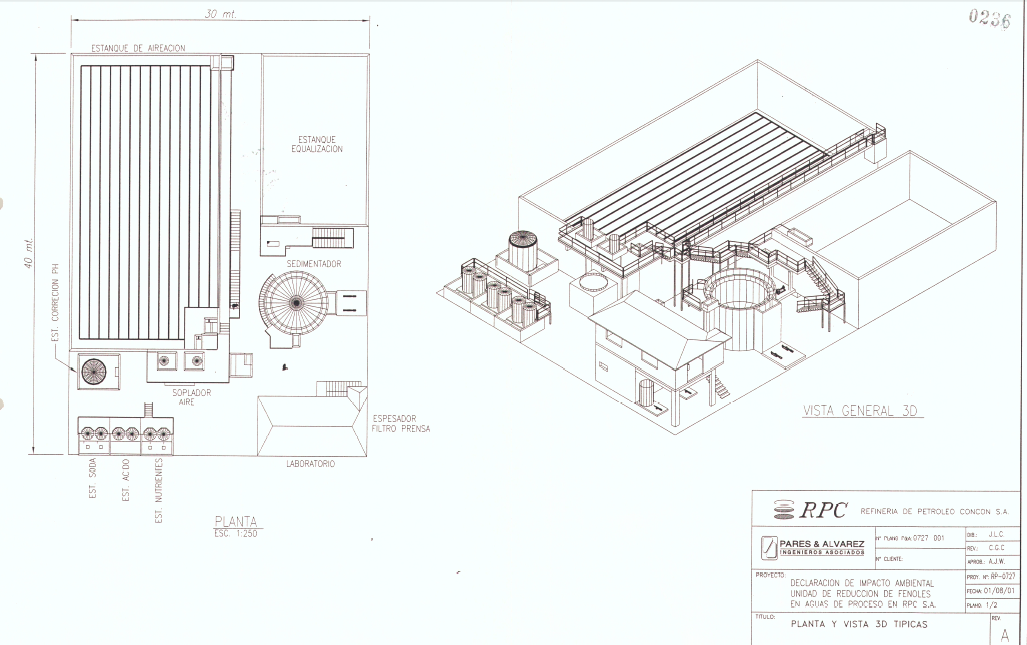 0236
30 mt.
ESTANQUE DE AIREACION
ESTANQUE
EQUALIZACION
40 mt.
EST. CORRECION PH
SEDIMENTADOR
SOPLADOR
AIRE
ESPESADOR
FILTRO PRENSA
LABORATORIO
EST. SODA
EST. ACIDO
EST. NUTRIENTES
PLANTA
ESC. 1:250
VISTA GENERAL 3D
RPC REFINERIA DE PETROLEO CONCON S.A.
PARES & ALVAREZ
INGENIEROS ASOCIADOS
Nº PLANO P&A: 0727 D01
Nº CLIENTE:
DIB.: J.L.C.
REV.: C.G.C
APROB.: A.J.W.
PROYECTO:
DECLARACION DE IMPACTO AMBIENTAL
UNIDAD DE REDUCCION DE FENOLES
EN AGUAS DE PROCESO EN RPC S.A.
PROY. Nº: RP-0727
FECHA: 01/08/01
PLANO: 1/2
TITULO:
PLANTA Y VISTA 3D TIPICAS
REV.
A